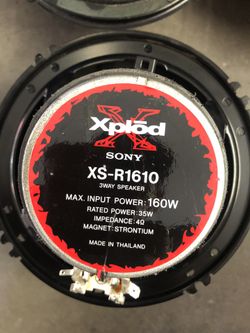 Xplōd
SONY
XS-R1610
3WAY SPEAKER
MAX. INPUT POWER: 160W
RATED POWER: 35W
IMPEDANCE: 4Ω
MAGNET: STRONTIUM
MADE IN THAILAND